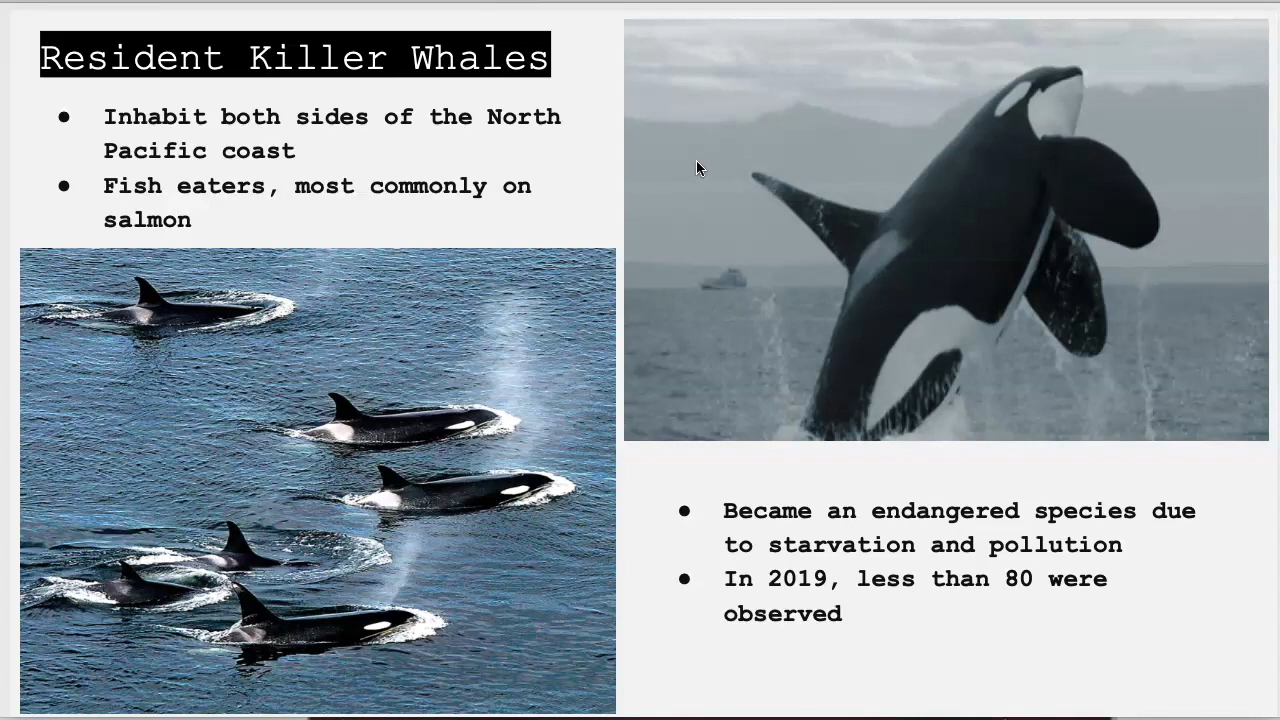 Resident Killer Whales
● Inhabit both sides of the North
Pacific coast
● Fish eaters, most commonly on
salmon
● Became an endangered species due
to starvation and pollution
● In 2019, less than 80 were
observed